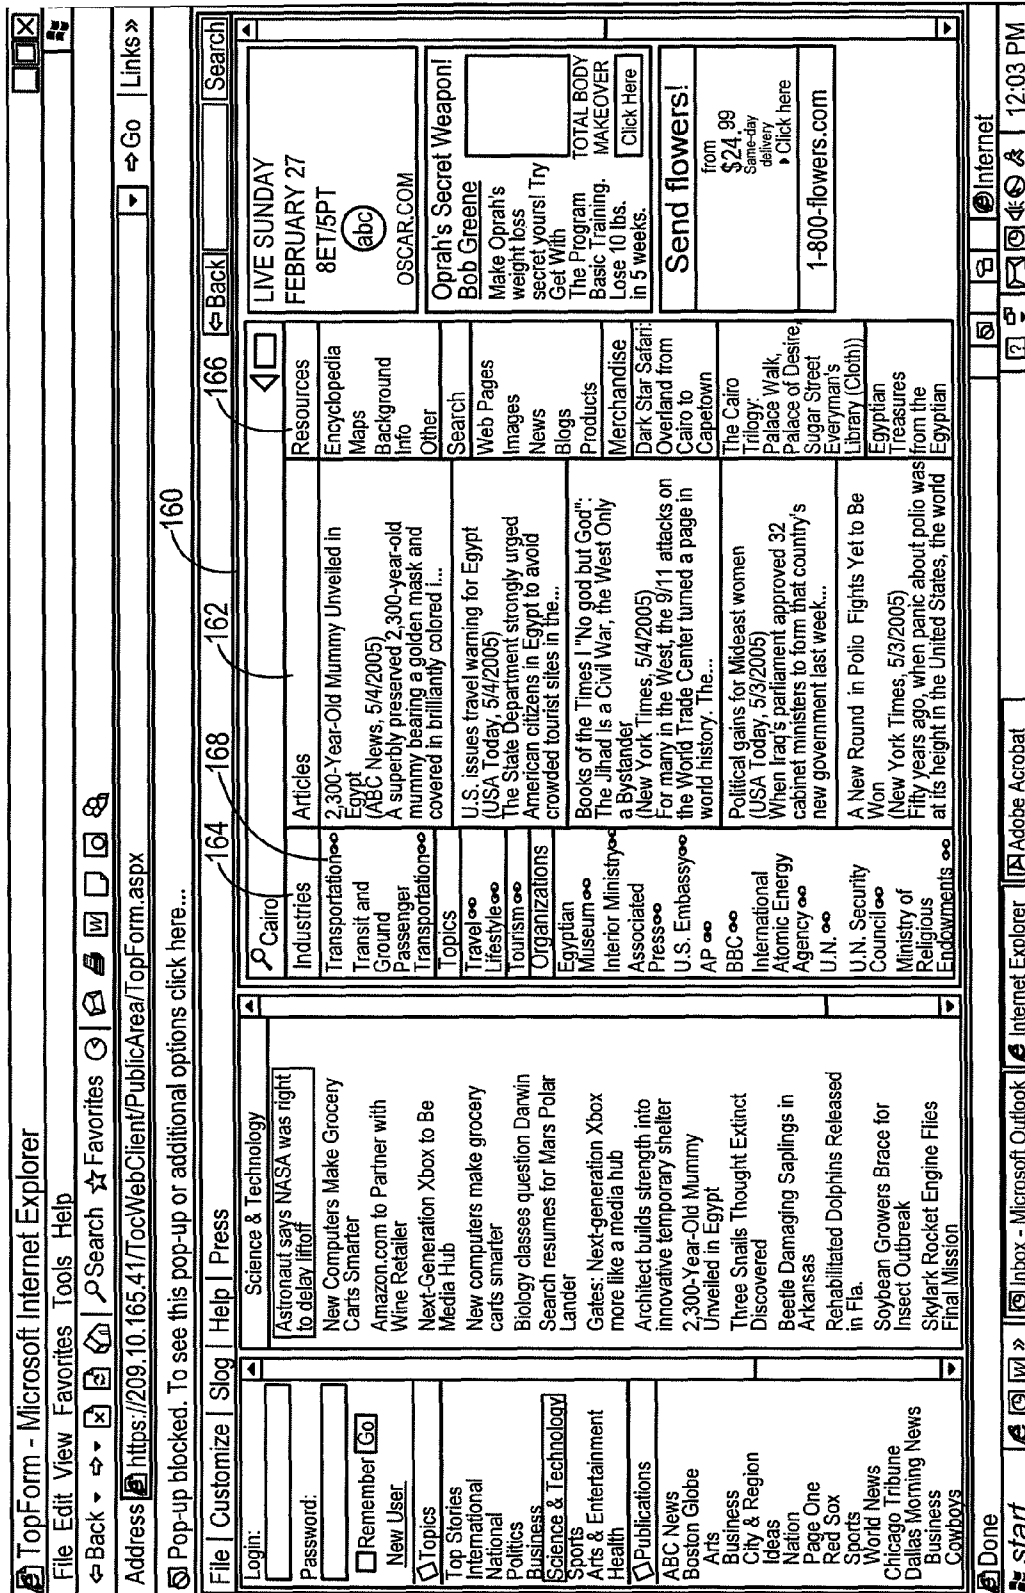 TopForm - Microsoft Internet Explorer
File Edit View Favorites Tools Help
Back Search Favorites
Address https://209.10.165.41/TocWebClient/PublicArea/TopForm.aspx Go Links »
Pop-up blocked. To see this pop-up or additional options click here...
File | Customize | Slog | Help | Press
Back Search
Login:
Password:
Remember Go
New User
Topics
Top Stories
International
National
Politics
Business
Science & Technology
Sports
Arts & Entertainment
Health
Publications
ABC News
Boston Globe
Arts
Business
City & Region
Ideas
Nation
Page One
Red Sox
Sports
World News
Chicago Tribune
Dallas Morning News
Business
Cowboys
Science & Technology
Astronaut says NASA was right
to delay liftoff
New Computers Make Grocery
Carts Smarter
Amazon.com to Partner with
Wine Retailer
Next-Generation Xbox to Be
Media Hub
New computers make grocery
carts smarter
Biology classes question Darwin
Search resumes for Mars Polar
Lander
Gates: Next-generation Xbox
more like a media hub
Architect builds strength into
innovative temporary shelter
2,300-Year-Old Mummy
Unveiled in Egypt
Three Snails Thought Extinct
Discovered
Beetle Damaging Saplings in
Arkansas
Rehabilitated Dolphins Released
in Fla.
Soybean Growers Brace for
Insect Outbreak
Skylark Rocket Engine Flies
Final Mission
164
168
162
160
166
Cairo
Industries
Transportation
Transit and
Ground
Passenger
Transportation
Topics
Travel
Lifestyle
Tourism
Organizations
Egyptian
Museum
Interior Ministry
Associated
Press
U.S. Embassy
AP
BBC
International
Atomic Energy
Agency
U.N.
U.N. Security
Council
Ministry of
Religious
Endowments
Articles
2,300-Year-Old Mummy Unveiled in
Egypt
(ABC News, 5/4/2005)
A superbly preserved 2,300-year-old
mummy bearing a golden mask and
covered in brilliantly colored i...
U.S. issues travel warning for Egypt
(USA Today, 5/4/2005)
The State Department strongly urged
American citizens in Egypt to avoid
crowded tourist sites in the...
Books of the Times I "No god but God":
The Jihad Is a Civil War, the West Only
a Bystander
(New York Times, 5/4/2005)
For many in the West, the 9/11 attacks on
the World Trade Center turned a page in
world history. The...
Political gains for Mideast women
(USA Today, 5/3/2005)
When Iraq's parliament approved 32
cabinet ministers to form that country's
new government last week...
A New Round in Polio Fights Yet to Be
Won
(New York Times, 5/3/2005)
Fifty years ago, when panic about polio was
at its height in the United States, the world
Resources
Encyclopedia
Maps
Background
Info
Other
Search
Web Pages
Images
News
Blogs
Products
Merchandise
Dark Star Safari:
Overland from
Cairo to
Capetown
The Cairo
Trilogy:
Palace Walk,
Palace of Desire,
Sugar Street
Everyman's
Library (Cloth))
Egyptian
Treasures
from the
Egyptian
LIVE SUNDAY
FEBRUARY 27
8ET/5PT
abc
OSCAR.COM
Oprah's Secret Weapon!
Bob Greene
Make Oprah's
weight loss
secret yours! Try
Get With
The Program
Basic Training.
Lose 10 lbs.
in 5 weeks.
TOTAL BODY
MAKEOVER
Click Here
Send flowers!
from
$24.99
Same-day
delivery
Click here
1-800-flowers.com
Done Internet
start W » Inbox - Microsoft Outlook Internet Explorer Adobe Acrobat ? 12:03 PM